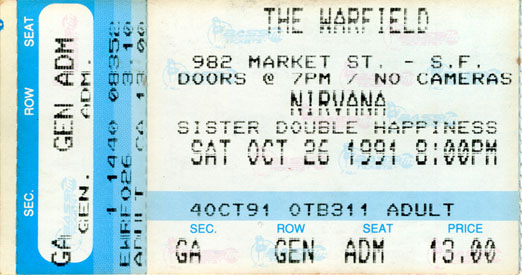 THE WARFIELD
982 MARKET ST. - S.F.
DOORS @ 7PM / NO CAMERAS
NIRVANA
SISTER DOUBLE HAPPINESS
SAT OCT 26 1991 8:00PM
4OCT91 OTB311 ADULT
SEC. ROW SEAT PRICE
GA GEN ADM 13.00
SEC. ROW SEAT
GA GEN ADM
GEN. ADM.